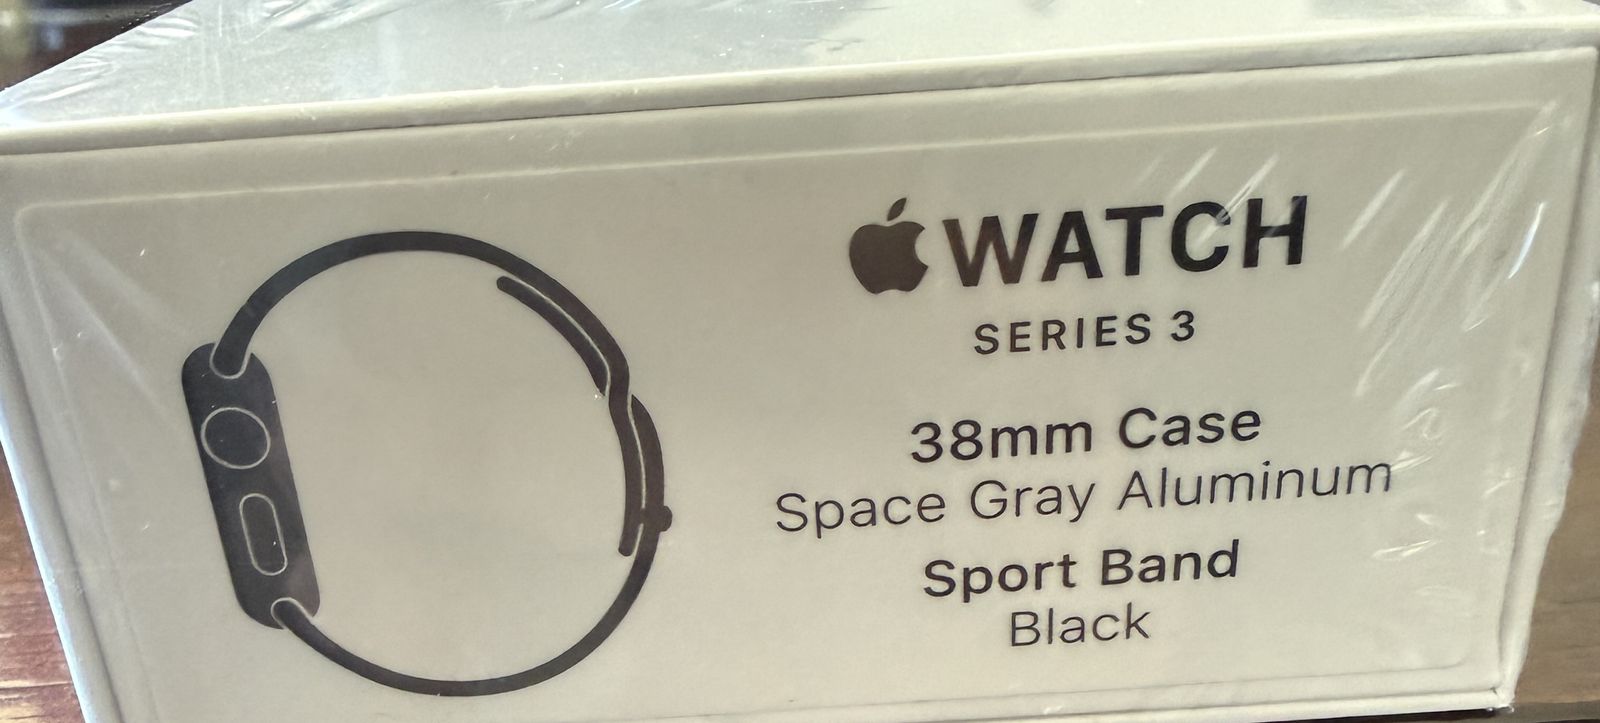 WATCH
SERIES 3
38mm Case
Space Gray Aluminum
Sport Band
Black